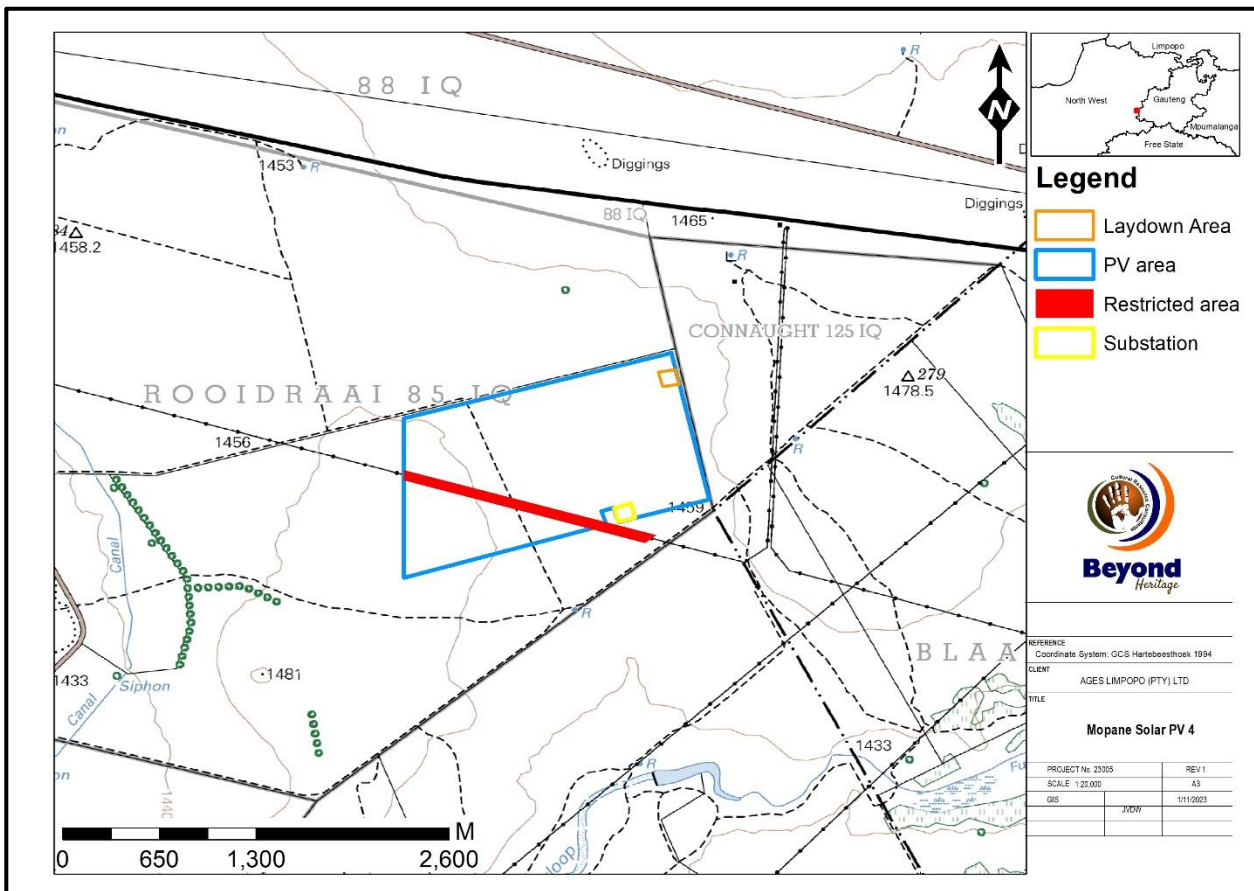 88 IQ
1453
R
R
Diggings
Diggings
88 IQ
1465
1458.2
R
CONNAUGHT 125 IQ
279
1478.5
ROOIDRAAI 85 IQ
1456
R
1459
Canal
R
BLAA
1433
Siphon
1481
Canal
1433
R
M
0 650 1,300 2,600
N
Limpopo
North West
Gauteng
Mpumalanga
Free State
Legend
Laydown Area
PV area
Restricted area
Substation
Cultural Resource Consultants
Beyond
Heritage
REFERENCE
Coordinate System: GCS Hartebeesthoek 1994
CLIENT
AGES LIMPOPO (PTY) LTD
TITLE
Mopane Solar PV 4
PROJECT No. 23005 REV 1
SCALE 1:20,000 A3
GIS JVDW 1/11/2023